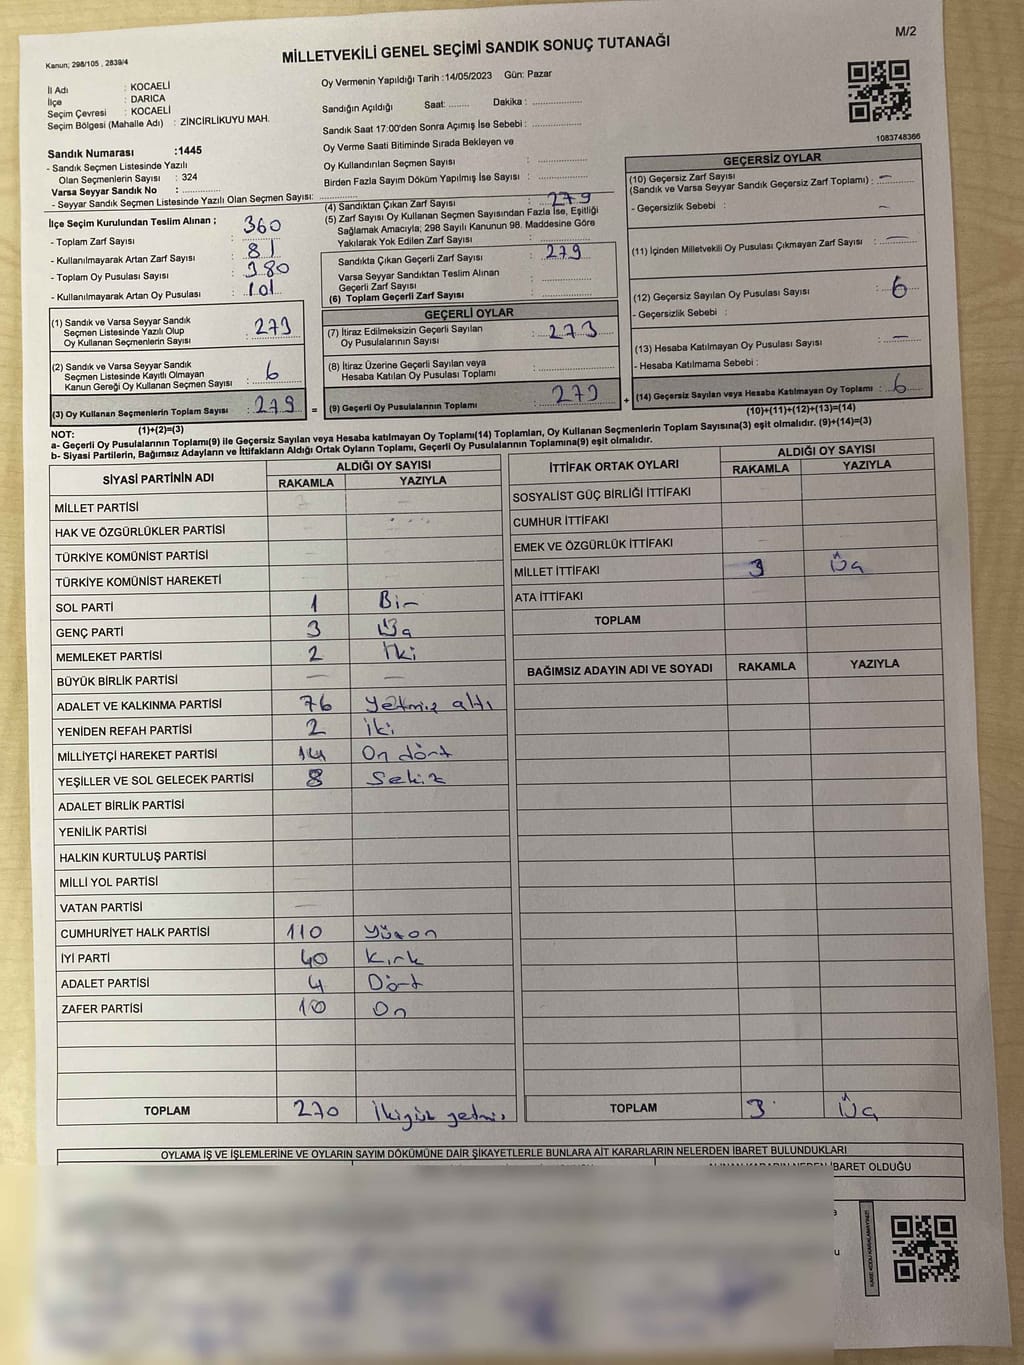 M/2
Kanun; 298/105 , 2839/4
MİLLETVEKİLİ GENEL SEÇİMİ SANDIK SONUÇ TUTANAĞI
İl Adı : KOCAELİ
İlçe : DARICA
Seçim Çevresi : KOCAELİ
Seçim Bölgesi (Mahalle Adı) : ZİNCİRLİKUYU MAH.
Oy Vermenin Yapıldığı Tarih :14/05/2023 Gün: Pazar
Sandığın Açıldığı Saat: ........ Dakika : ................
Sandık Saat 17:00'den Sonra Açımış İse Sebebi : ................
Oy Verme Saati Bitiminde Sırada Bekleyen ve
Oy Kullandırılan Seçmen Sayısı : ................
Birden Fazla Sayım Döküm Yapılmış İse Sayısı : ................
1083748366
Sandık Numarası :1445
- Sandık Seçmen Listesinde Yazılı
Olan Seçmenlerin Sayısı : 324
Varsa Seyyar Sandık No : ................
- Seyyar Sandık Seçmen Listesinde Yazılı Olan Seçmen Sayısı: ................
İlçe Seçim Kurulundan Teslim Alınan ;
- Toplam Zarf Sayısı : 360
- Kullanılmayarak Artan Zarf Sayısı : 81
- Toplam Oy Pusulası Sayısı : 380
- Kullanılmayarak Artan Oy Pusulası : 101
(1) Sandık ve Varsa Seyyar Sandık
Seçmen Listesinde Yazılı Olup
Oy Kullanan Seçmenlerin Sayısı : 273
(2) Sandık ve Varsa Seyyar Sandık
Seçmen Listesinde Kayıtlı Olmayan
Kanun Gereği Oy Kullanan Seçmen Sayısı : 6
(3) Oy Kullanan Seçmenlerin Toplam Sayısı : 279
(1)+(2)=(3)
(4) Sandıktan Çıkan Zarf Sayısı : 279
(5) Zarf Sayısı Oy Kullanan Seçmen Sayısından Fazla İse, Eşitliği
Sağlamak Amacıyla; 298 Sayılı Kanunun 98. Maddesine Göre
Yakılarak Yok Edilen Zarf Sayısı : ................
Sandıkta Çıkan Geçerli Zarf Sayısı : 279
Varsa Seyyar Sandıktan Teslim Alınan
Geçerli Zarf Sayısı : ................
(6) Toplam Geçerli Zarf Sayısı : ................
GEÇERLİ OYLAR
(7) İtiraz Edilmeksizin Geçerli Sayılan
Oy Pusulalarının Sayısı : 273
(8) İtiraz Üzerine Geçerli Sayılan veya
Hesaba Katılan Oy Pusulası Toplamı : ................
= (9) Geçerli Oy Pusulalarının Toplamı : 273
GEÇERSİZ OYLAR
(10) Geçersiz Zarf Sayısı
(Sandık ve Varsa Seyyar Sandık Geçersiz Zarf Toplamı) : —
- Geçersizlik Sebebi : —
(11) İçinden Milletvekili Oy Pusulası Çıkmayan Zarf Sayısı : —
(12) Geçersiz Sayılan Oy Pusulası Sayısı : 6
- Geçersizlik Sebebi :
(13) Hesaba Katılmayan Oy Pusulası Sayısı : —
- Hesaba Katılmama Sebebi :
+ (14) Geçersiz Sayılan veya Hesaba Katılmayan Oy Toplamı : 6
(10)+(11)+(12)+(13)=(14)
NOT:
a- Geçerli Oy Pusulalarının Toplamı(9) ile Geçersiz Sayılan veya Hesaba katılmayan Oy Toplamı(14) Toplamları, Oy Kullanan Seçmenlerin Toplam Sayısına(3) eşit olmalıdır. (9)+(14)=(3)
b- Siyasi Partilerin, Bağımsız Adayların ve İttifakların Aldığı Ortak Oyların Toplamı, Geçerli Oy Pusulalarının Toplamına(9) eşit olmalıdır.
SİYASİ PARTİNİN ADI ALDIĞI OY SAYISI
RAKAMLA YAZIYLA
MİLLET PARTİSİ
HAK VE ÖZGÜRLÜKLER PARTİSİ
TÜRKİYE KOMÜNİST PARTİSİ
TÜRKİYE KOMÜNİST HAREKETİ
SOL PARTİ 1 Bir
GENÇ PARTİ 3 Üç
MEMLEKET PARTİSİ 2 İki
BÜYÜK BİRLİK PARTİSİ — —
ADALET VE KALKINMA PARTİSİ 76 Yetmiş altı
YENİDEN REFAH PARTİSİ 2 İki
MİLLİYETÇİ HAREKET PARTİSİ 14 On dört
YEŞİLLER VE SOL GELECEK PARTİSİ 8 Sekiz
ADALET BİRLİK PARTİSİ
YENİLİK PARTİSİ
HALKIN KURTULUŞ PARTİSİ
MİLLİ YOL PARTİSİ
VATAN PARTİSİ
CUMHURİYET HALK PARTİSİ 110 Yüzon
İYİ PARTİ 40 Kırk
ADALET PARTİSİ 4 Dört
ZAFER PARTİSİ 10 On
TOPLAM 270 İkiyüz yetmiş
İTTİFAK ORTAK OYLARI ALDIĞI OY SAYISI
RAKAMLA YAZIYLA
SOSYALİST GÜÇ BİRLİĞİ İTTİFAKI
CUMHUR İTTİFAKI
EMEK VE ÖZGÜRLÜK İTTİFAKI
MİLLET İTTİFAKI 3 Üç
ATA İTTİFAKI
TOPLAM
BAĞIMSIZ ADAYIN ADI VE SOYADI RAKAMLA YAZIYLA
TOPLAM 3 Üç
OYLAMA İŞ VE İŞLEMLERİNE VE OYLARIN SAYIM DÖKÜMÜNE DAİR ŞİKAYETLERLE BUNLARA AİT KARARLARIN NELERDEN İBARET BULUNDUKLARI
ALINAN KARARIN NEDEN İBARET OLDUĞU